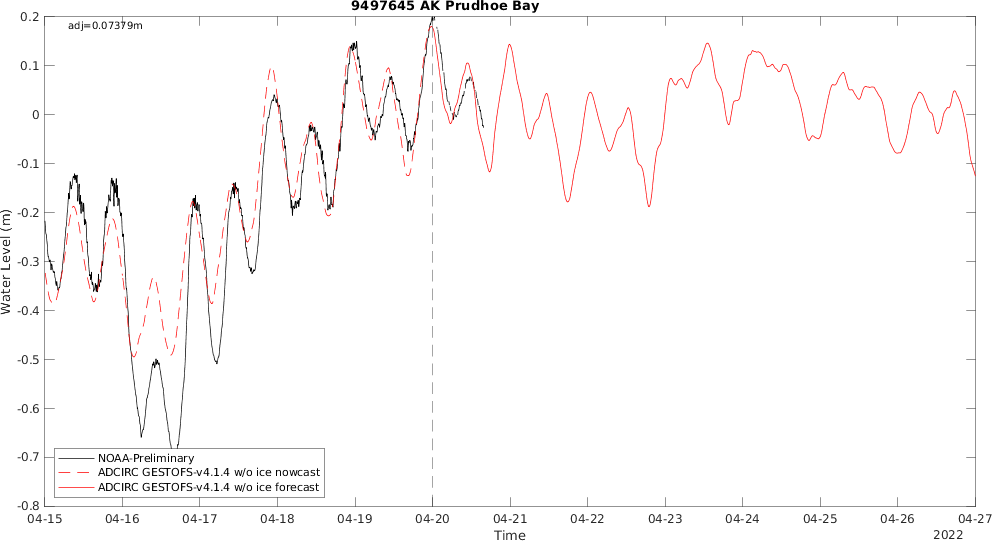 9497645 AK Prudhoe Bay
adj=0.07379m
0.2
0.1
0
-0.1
-0.2
-0.3
-0.4
-0.5
-0.6
-0.7
-0.8
Water Level (m)
NOAA-Preliminary
ADCIRC GESTOFS-v4.1.4 w/o ice nowcast
ADCIRC GESTOFS-v4.1.4 w/o ice forecast
04-15 04-16 04-17 04-18 04-19 04-20 04-21 04-22 04-23 04-24 04-25 04-26 04-27
Time
2022